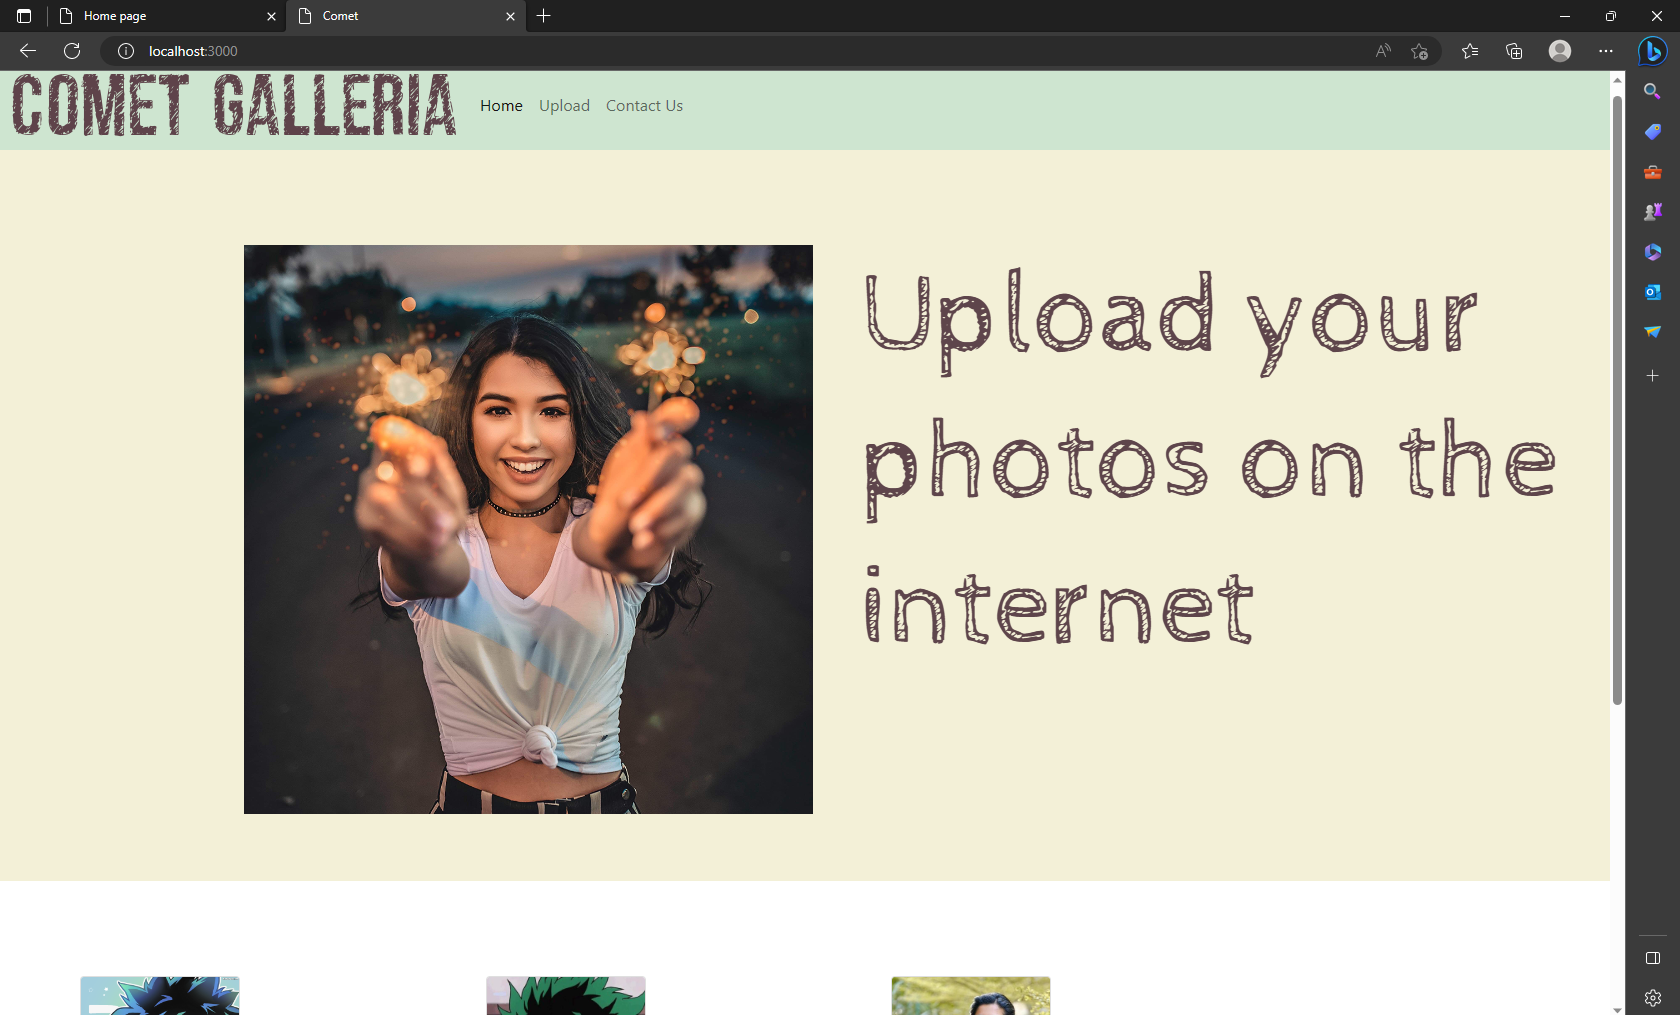 Home page
Comet
localhost:3000
COMET GALLERIA
Home
Upload
Contact Us
Upload your
photos on the
internet